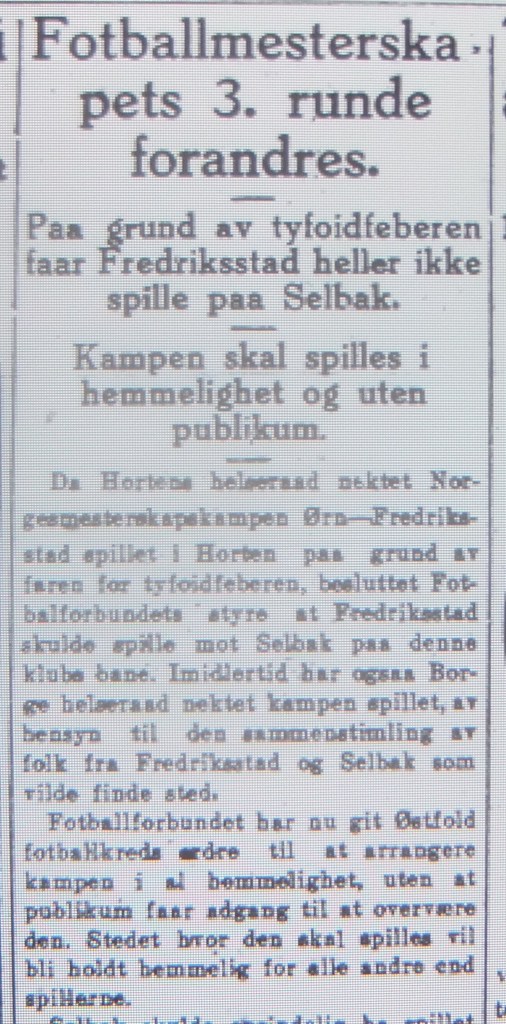 Fotballmesterska-
pets 3. runde
forandres.
Paa grund av tyfoidfeberen
faar Fredriksstad heller ikke
spille paa Selbak.
Kampen skal spilles i
hemmelighet og uten
publikum.
Da Hortens helseraad nektet Nor-
gesmesterskapskampen Ørn—Fredriks-
stad spillet i Horten paa grund av
faren for tyfoidfeberen, besluttet Fot-
balforbundets styre at Fredriksstad
skulde spille mot Selbak paa denne
klubs bane. Imidlertid har ogsaa Bor-
ge helseraad nektet kampen spillet, av
hensyn til den sammenstimling av
folk fra Fredriksstad og Selbak som
vilde finde sted.
Fotballforbundet har nu git Østfold
fotballkreds ordre til at arrangere
kampen i al hemmelighet, uten at
publikum faar adgang til at overvære
den. Stedet hvor den skal spilles vil
bli holdt hemmelig for alle andre end
spillerne.
Selbak skulde spillet